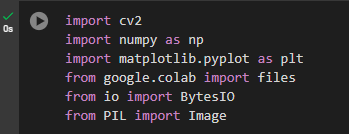 0s
import cv2
import numpy as np
import matplotlib.pyplot as plt
from google.colab import files
from io import BytesIO
from PIL import Image